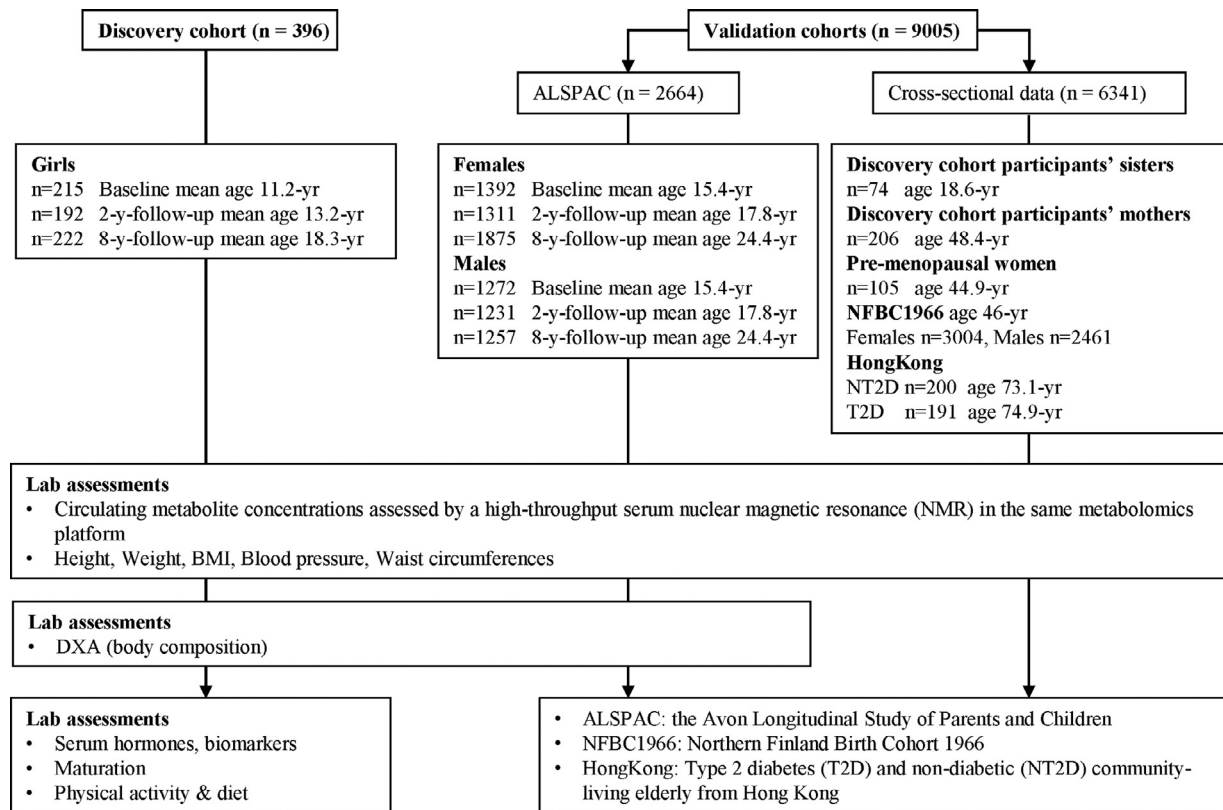 Discovery cohort (n = 396)
Validation cohorts (n = 9005)
ALSPAC (n = 2664)
Cross-sectional data (n = 6341)
Girls
n=215 Baseline mean age 11.2-yr
n=192 2-y-follow-up mean age 13.2-yr
n=222 8-y-follow-up mean age 18.3-yr
Females
n=1392 Baseline mean age 15.4-yr
n=1311 2-y-follow-up mean age 17.8-yr
n=1875 8-y-follow-up mean age 24.4-yr
Males
n=1272 Baseline mean age 15.4-yr
n=1231 2-y-follow-up mean age 17.8-yr
n=1257 8-y-follow-up mean age 24.4-yr
Discovery cohort participants’ sisters
n=74 age 18.6-yr
Discovery cohort participants’ mothers
n=206 age 48.4-yr
Pre-menopausal women
n=105 age 44.9-yr
NFBC1966 age 46-yr
Females n=3004, Males n=2461
HongKong
NT2D n=200 age 73.1-yr
T2D n=191 age 74.9-yr
Lab assessments
• Circulating metabolite concentrations assessed by a high-throughput serum nuclear magnetic resonance (NMR) in the same metabolomics
platform
• Height, Weight, BMI, Blood pressure, Waist circumferences
Lab assessments
• DXA (body composition)
Lab assessments
• Serum hormones, biomarkers
• Maturation
• Physical activity & diet
• ALSPAC: the Avon Longitudinal Study of Parents and Children
• NFBC1966: Northern Finland Birth Cohort 1966
• HongKong: Type 2 diabetes (T2D) and non-diabetic (NT2D) community-
living elderly from Hong Kong